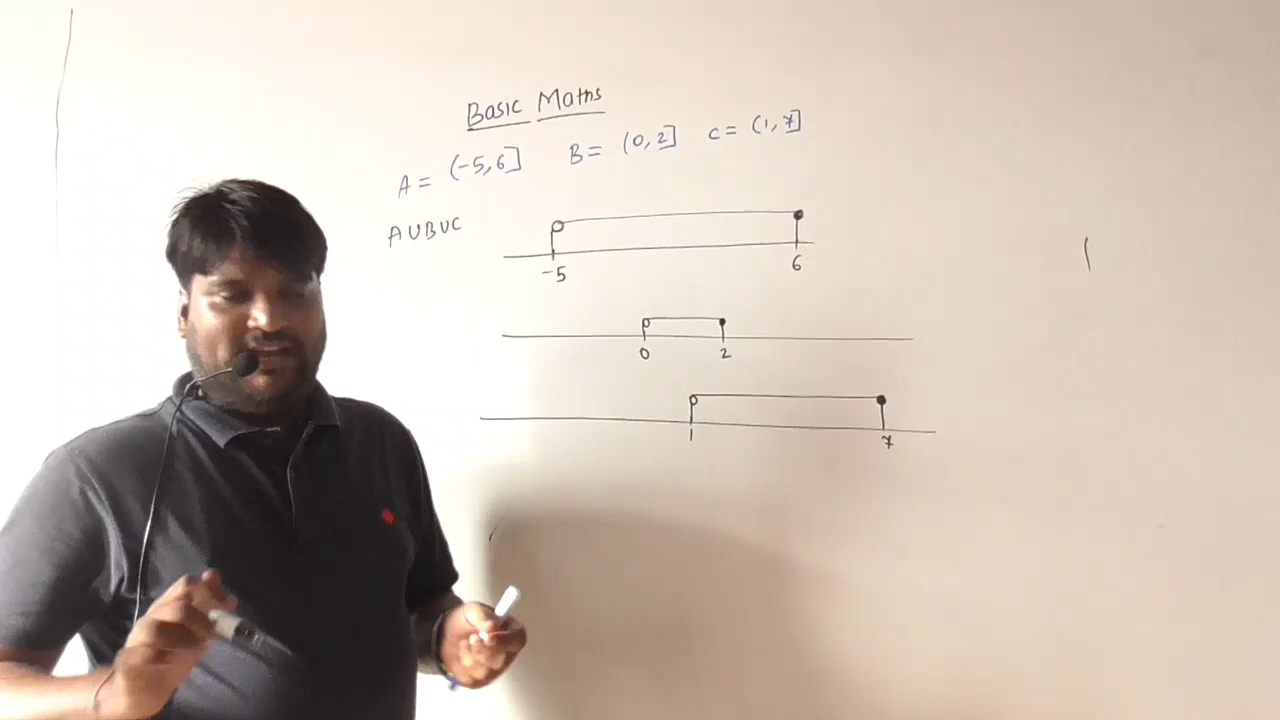 Basic Maths
A = (-5, 6] B = (0, 2] C = (1, 7]
A∪B∪C
-5 6
0 2
1 7